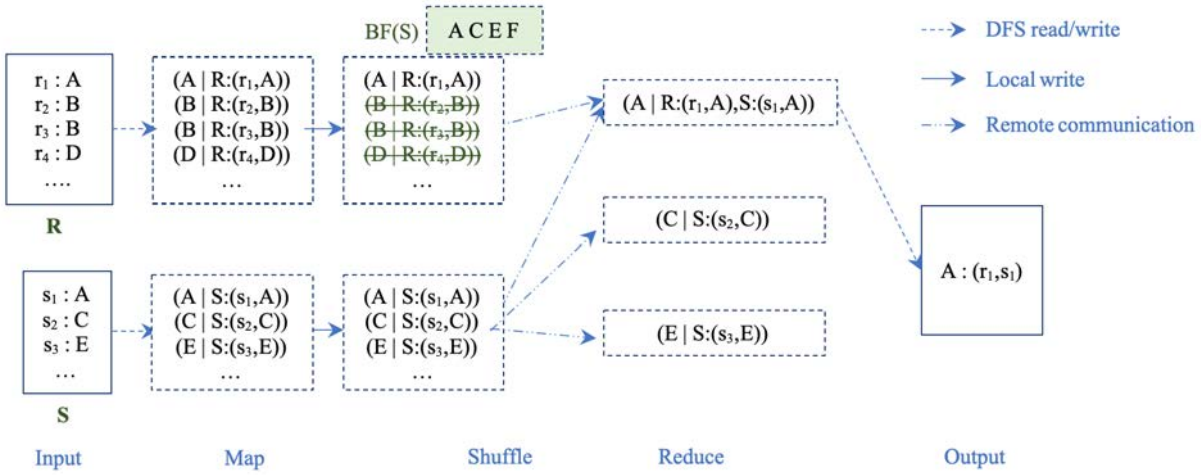 BF(S)
A C E F
DFS read/write
Local write
Remote communication
r₁ : A
r₂ : B
r₃ : B
r₄ : D
....
R
(A | R:(r₁,A))
(B | R:(r₂,B))
(B | R:(r₃,B))
(D | R:(r₄,D))
...
(A | R:(r₁,A))
(B | R:(r₂,B))
(B | R:(r₃,B))
(D | R:(r₄,D))
...
(A | R:(r₁,A),S:(s₁,A))
(C | S:(s₂,C))
(E | S:(s₃,E))
A : (r₁,s₁)
s₁ : A
s₂ : C
s₃ : E
...
S
(A | S:(s₁,A))
(C | S:(s₂,C))
(E | S:(s₃,E))
...
(A | S:(s₁,A))
(C | S:(s₂,C))
(E | S:(s₃,E))
...
Input
Map
Shuffle
Reduce
Output